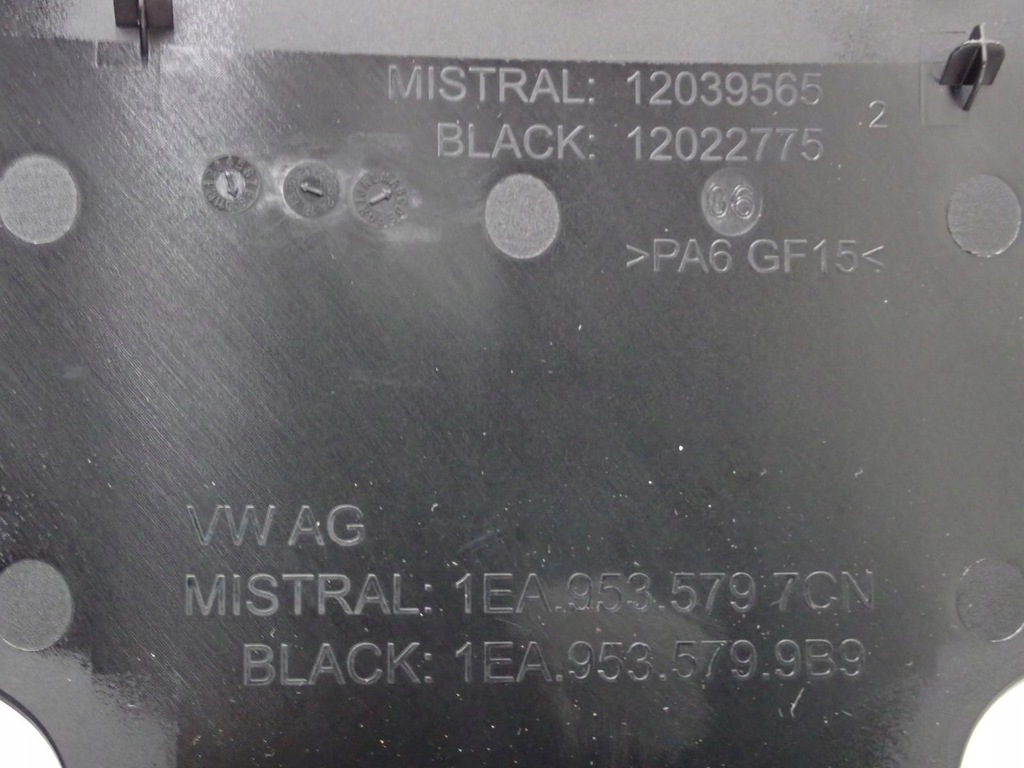 MISTRAL: 12039565
BLACK: 12022775
2
06
>PA6 GF15<
VW AG
MISTRAL: 1EA.953.579 7CN
BLACK: 1EA.953.579.9B9